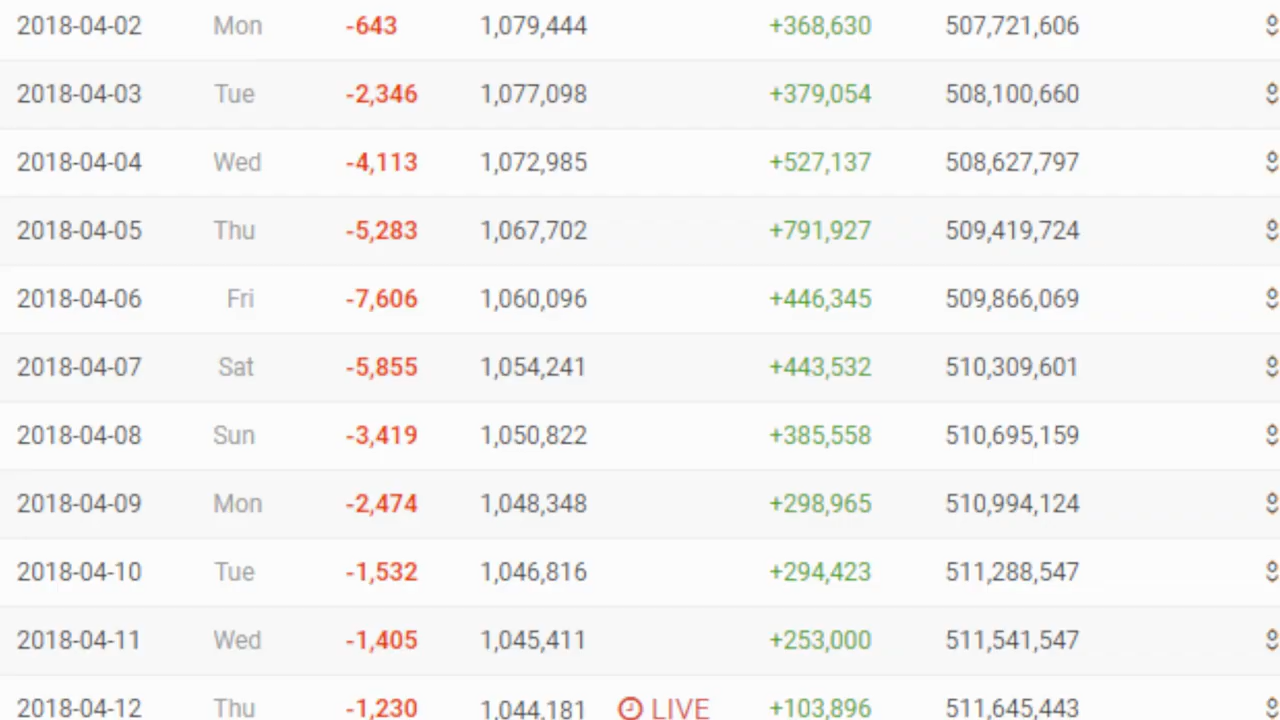 2018-04-02 Mon -643 1,079,444 +368,630 507,721,606 $
2018-04-03 Tue -2,346 1,077,098 +379,054 508,100,660 $
2018-04-04 Wed -4,113 1,072,985 +527,137 508,627,797 $
2018-04-05 Thu -5,283 1,067,702 +791,927 509,419,724 $
2018-04-06 Fri -7,606 1,060,096 +446,345 509,866,069 $
2018-04-07 Sat -5,855 1,054,241 +443,532 510,309,601 $
2018-04-08 Sun -3,419 1,050,822 +385,558 510,695,159 $
2018-04-09 Mon -2,474 1,048,348 +298,965 510,994,124 $
2018-04-10 Tue -1,532 1,046,816 +294,423 511,288,547 $
2018-04-11 Wed -1,405 1,045,411 +253,000 511,541,547 $
2018-04-12 Thu -1,230 1,044,181 LIVE +103,896 511,645,443 $